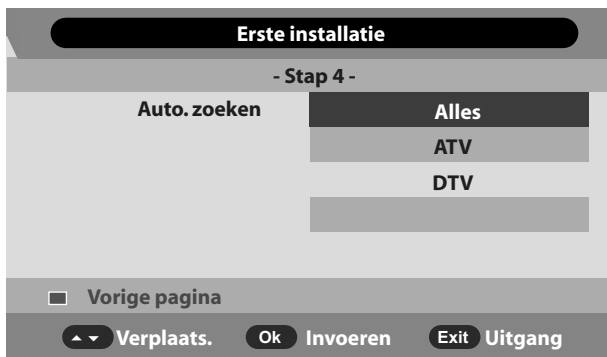 Erste installatie
- Stap 4 -
Auto. zoeken Alles
ATV
DTV
Vorige pagina
Verplaats. Ok Invoeren Exit Uitgang